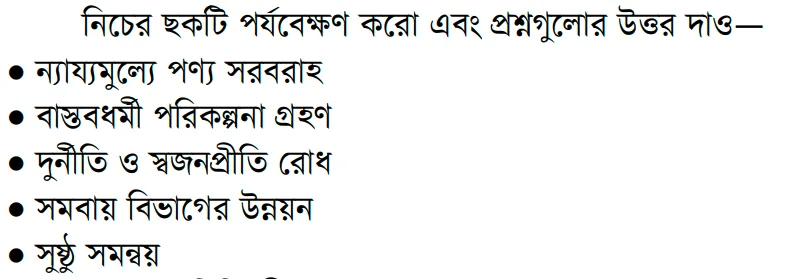 নিচের ছকটি পর্যবেক্ষণ করো এবং প্রশ্নগুলোর উত্তর দাও—
● ন্যায্যমুল্যে পণ্য সরবরাহ
● বাস্তবধর্মী পরিকল্পনা গ্রহণ
● দুর্নীতি ও স্বজনপ্রীতি রোধ
● সমবায় বিভাগের উন্নয়ন
● সুষ্ঠু সমন্বয়